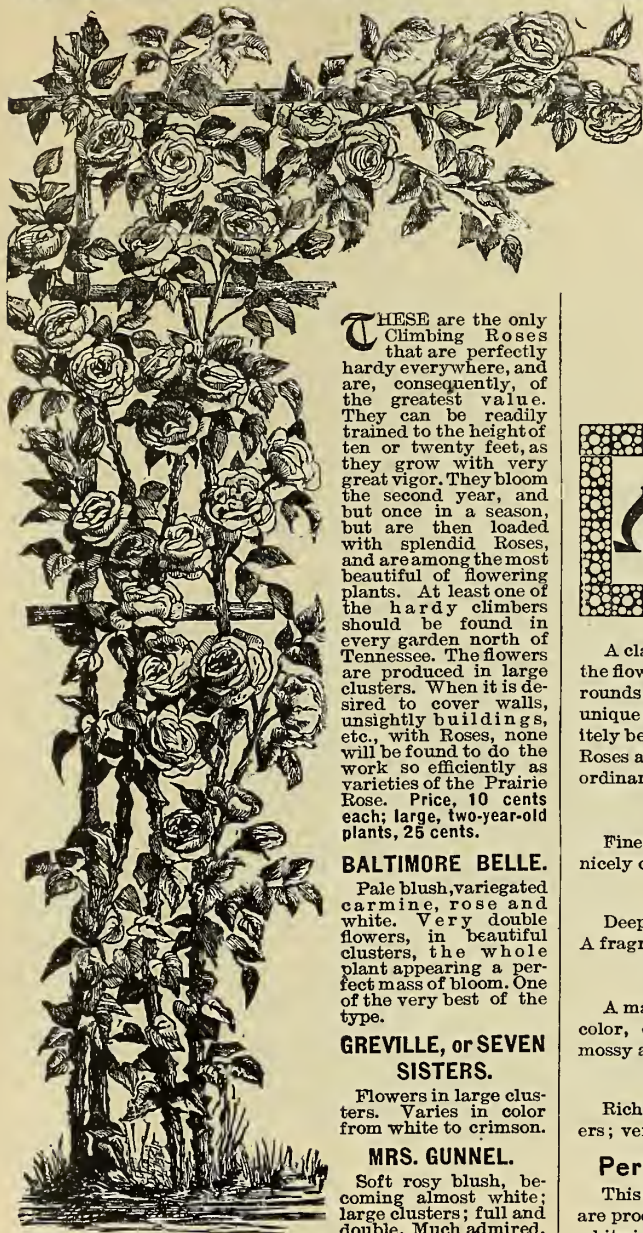 THESE are the only
Climbing Roses
that are perfectly
hardy everywhere, and
are, consequently, of
the greatest value.
They can be readily
trained to the height of
ten or twenty feet, as
they grow with very
great vigor. They bloom
the second year, and
but once in a season,
but are then loaded
with splendid Roses,
and are among the most
beautiful of flowering
plants. At least one of
the hardy climbers
should be found in
every garden north of
Tennessee. The flowers
are produced in large
clusters. When it is de-
sired to cover walls,
unsightly buildings,
etc., with Roses, none
will be found to do the
work so efficiently as
varieties of the Prairie
Rose. Price, 10 cents
each; large, two-year-old
plants, 25 cents.
BALTIMORE BELLE.
Pale blush, variegated
carmine, rose and
white. Very double
flowers, in beautiful
clusters, the whole
plant appearing a per-
fect mass of bloom. One
of the very best of the
type.
GREVILLE, or SEVEN
SISTERS.
Flowers in large clus-
ters. Varies in color
from white to crimson.
MRS. GUNNEL.
Soft rosy blush, be-
coming almost white;
large clusters; full and
double. Much admired.
A cla
the flow
rounds
unique
itely be
Roses a
ordinar
Fine
nicely c
Deep
A fragr
A ma
color,
mossy a
Rich
ers; ve
Per
This
are proc